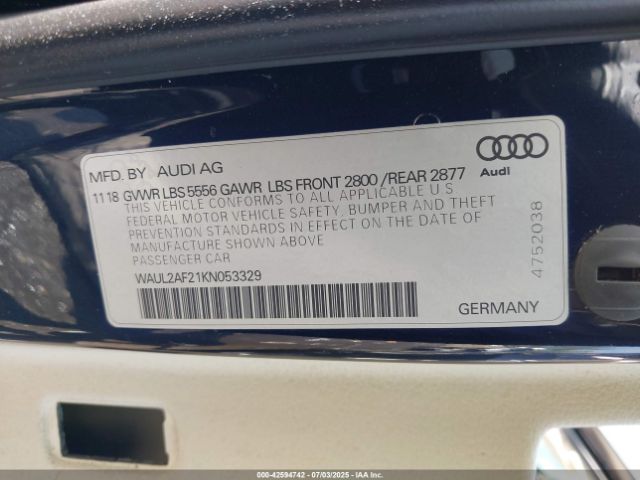 MFD. BY AUDI AG
11 18 GVWR LBS 5556 GAWR LBS FRONT 2800 /REAR 2877
THIS VEHICLE CONFORMS TO ALL APPLICABLE U S
FEDERAL MOTOR VEHICLE SAFETY, BUMPER AND THEFT
PREVENTION STANDARDS IN EFFECT ON THE DATE OF
MANUFACTURE SHOWN ABOVE
PASSENGER CAR
WAUL2AF21KN053329
Audi
4752038
GERMANY
000-42594742 - 07/03/2025 - IAAI COPYRIGHT